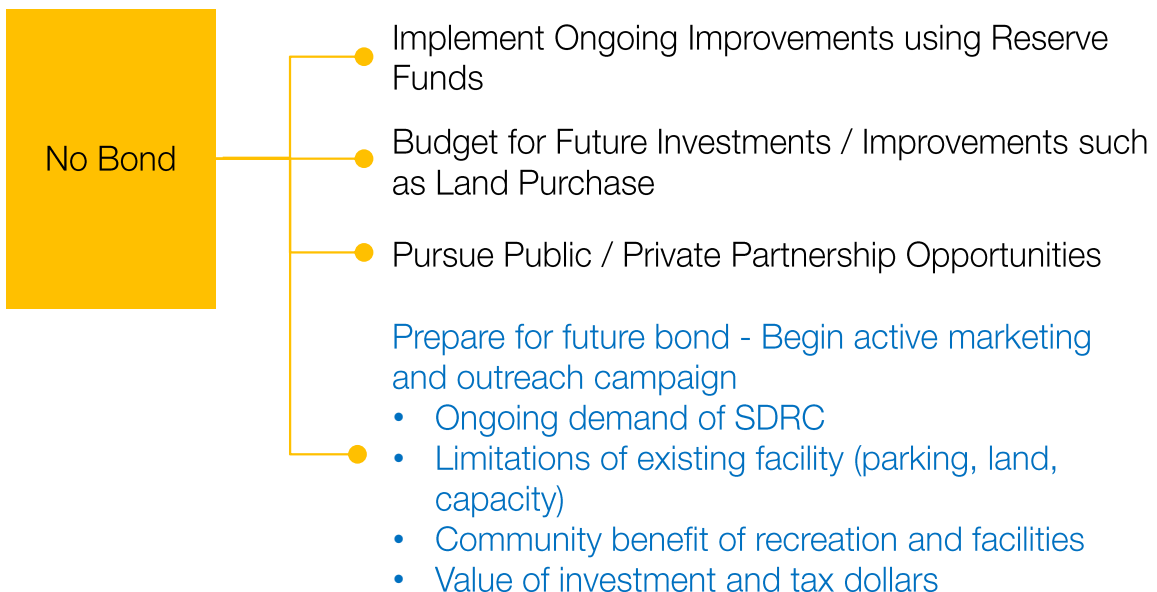 No Bond
Implement Ongoing Improvements using Reserve
Funds
Budget for Future Investments / Improvements such
as Land Purchase
Pursue Public / Private Partnership Opportunities
Prepare for future bond - Begin active marketing
and outreach campaign
• Ongoing demand of SDRC
• Limitations of existing facility (parking, land,
capacity)
• Community benefit of recreation and facilities
• Value of investment and tax dollars